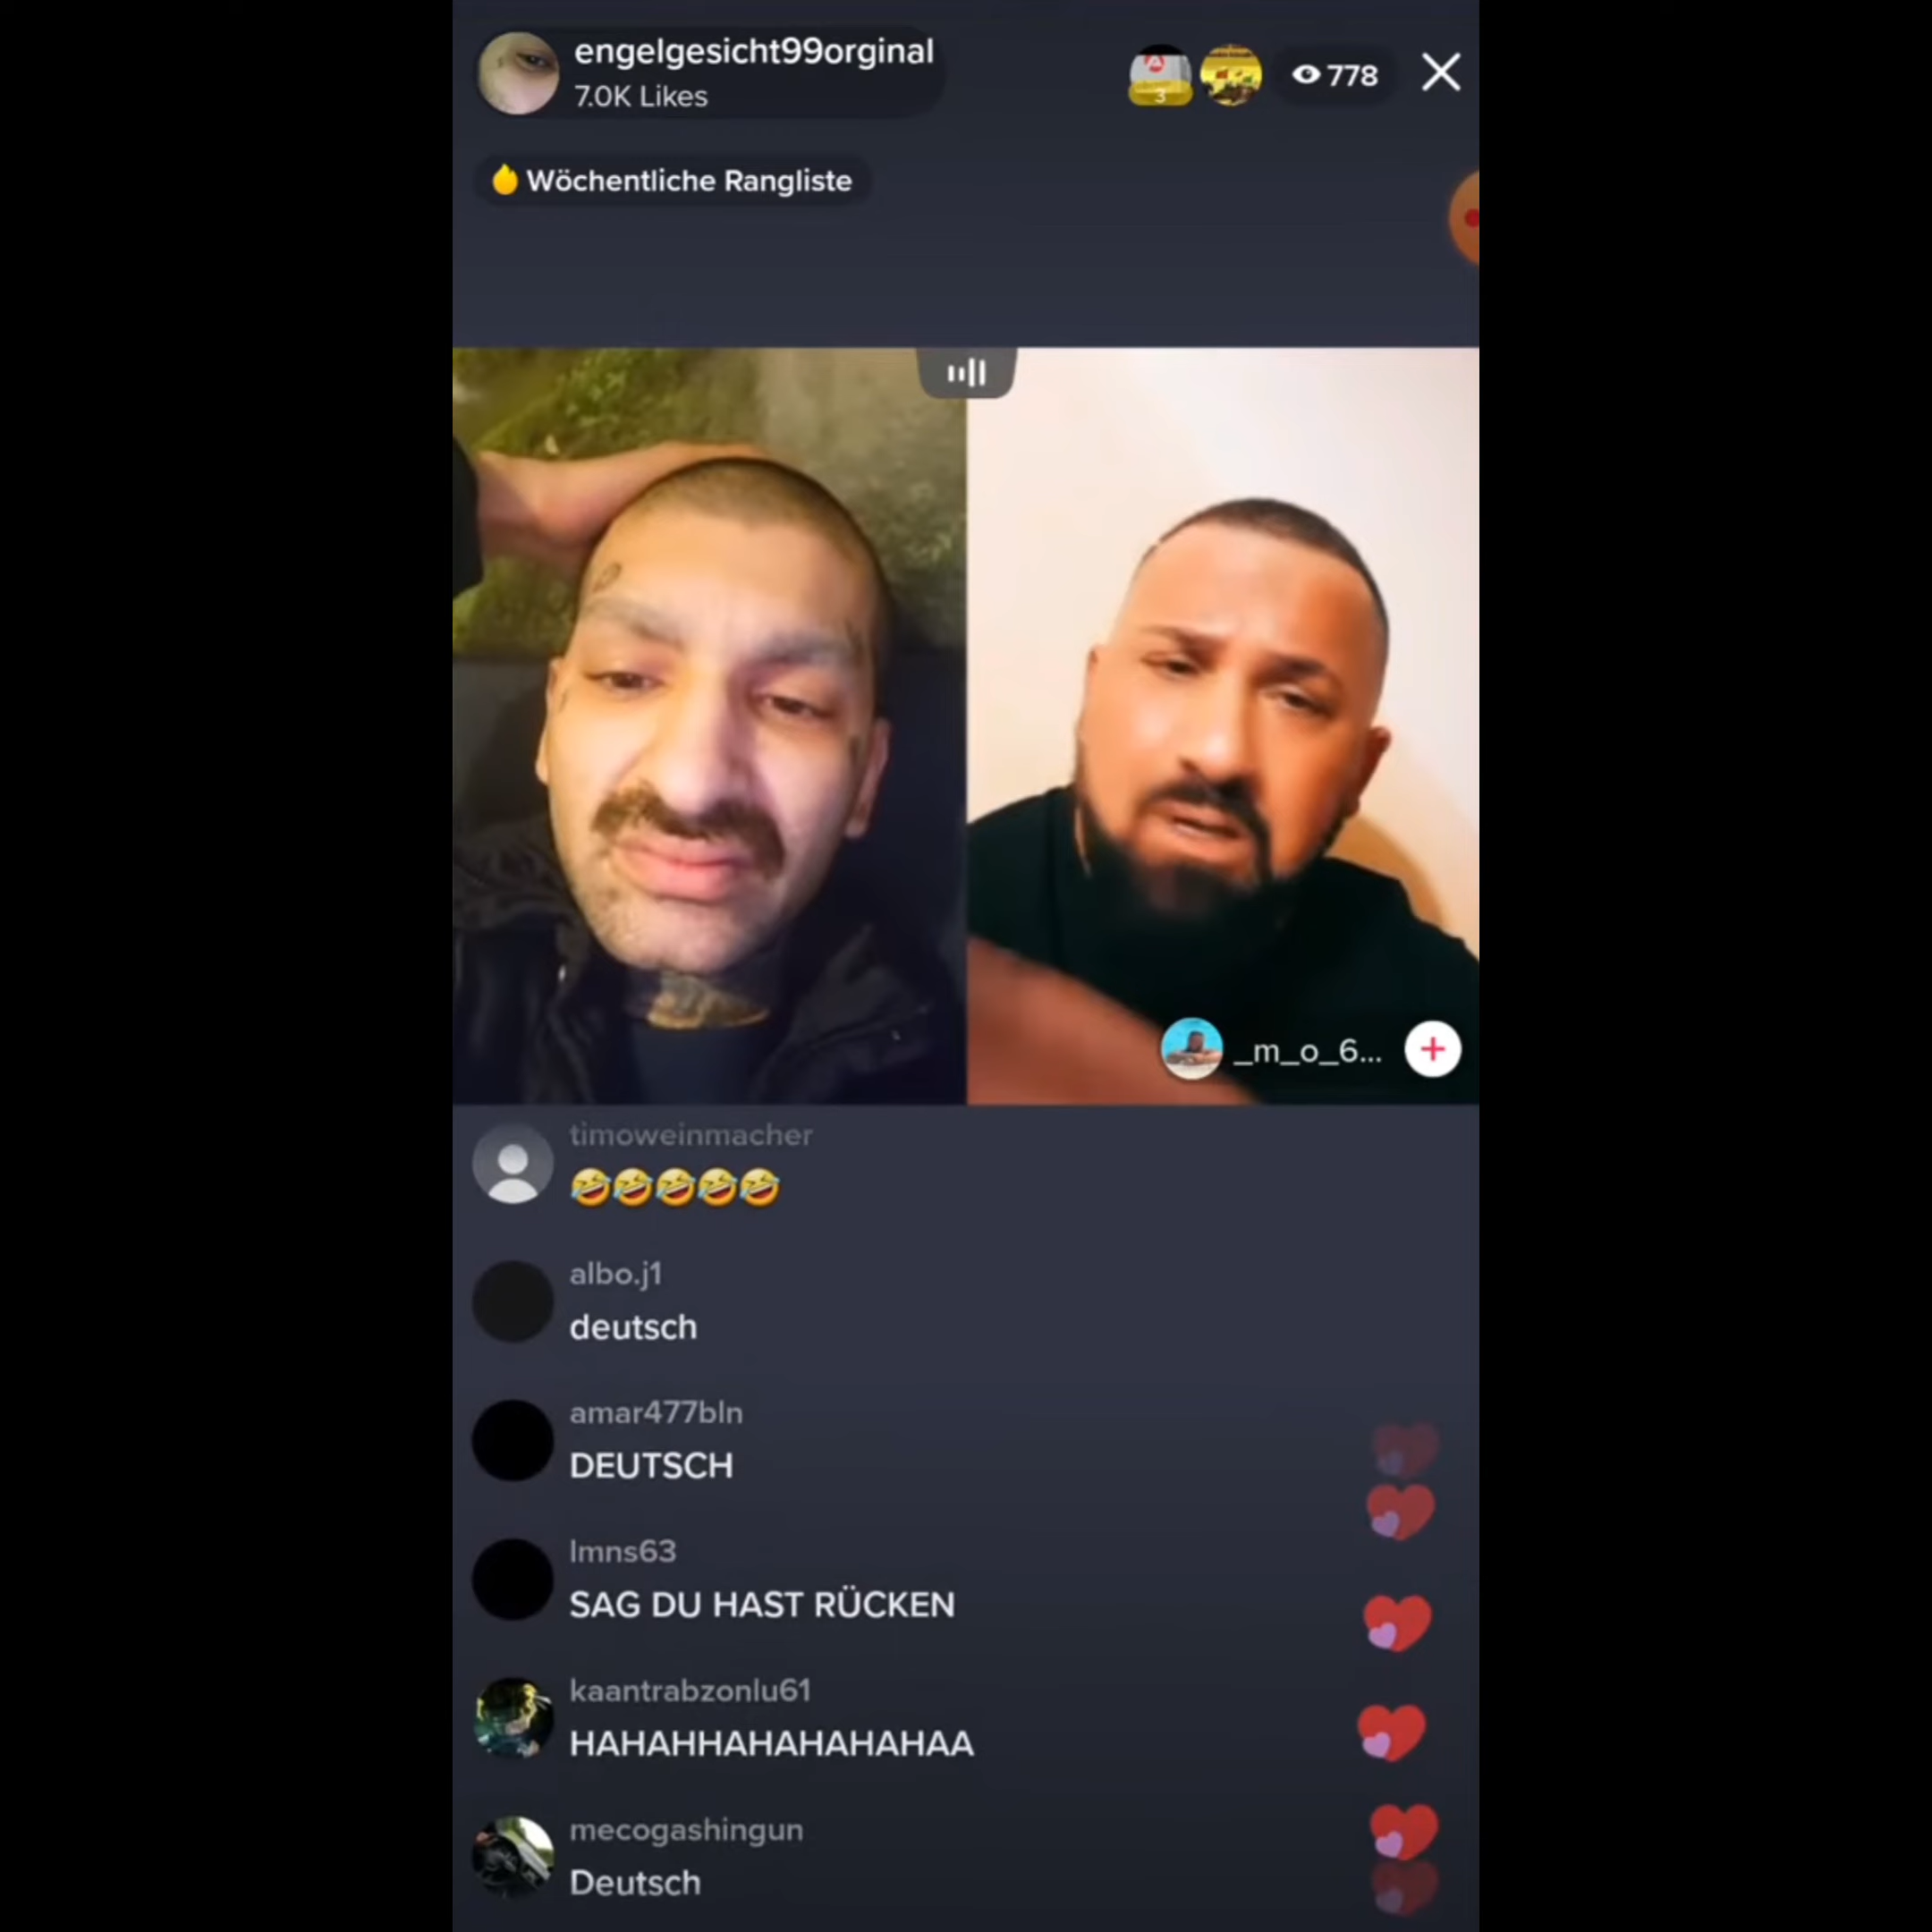 engelgesicht99orginal
7.0K Likes
3
778
Wöchentliche Rangliste
_m_o_6...
timoweinmacher
🤣🤣🤣🤣🤣
albo.j1
deutsch
amar477bln
DEUTSCH
lmns63
SAG DU HAST RÜCKEN
kaantrabzonlu61
HAHAHHAHAHAHAHAA
mecogashingun
Deutsch